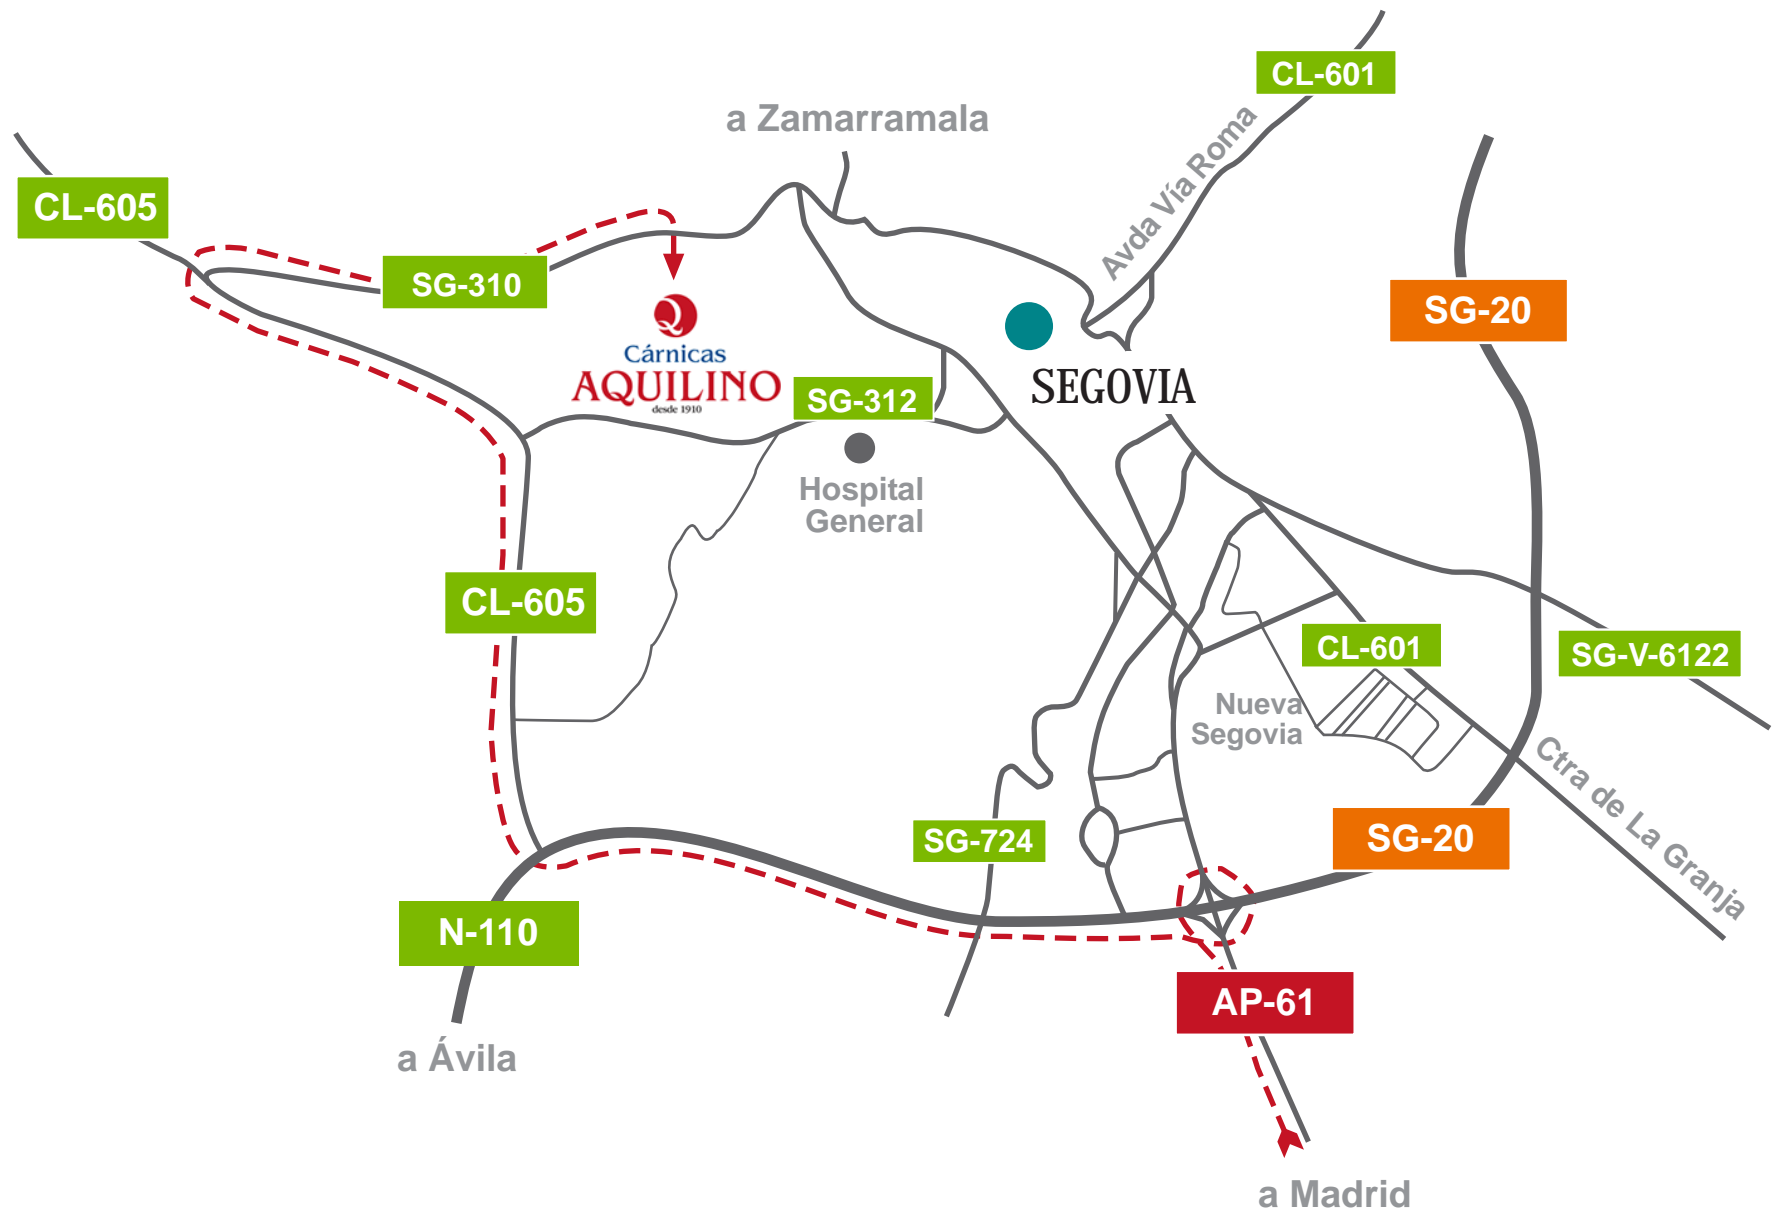 CL-601
a Zamarramala
Avda Vía Roma
CL-605
SG-310
SG-20
Q
Cárnicas
AQUILINO
desde 1910
SG-312
SEGOVIA
Hospital
General
CL-605
CL-601
SG-V-6122
Nueva
Segovia
Ctra de La Granja
SG-724
SG-20
N-110
AP-61
a Ávila
a Madrid